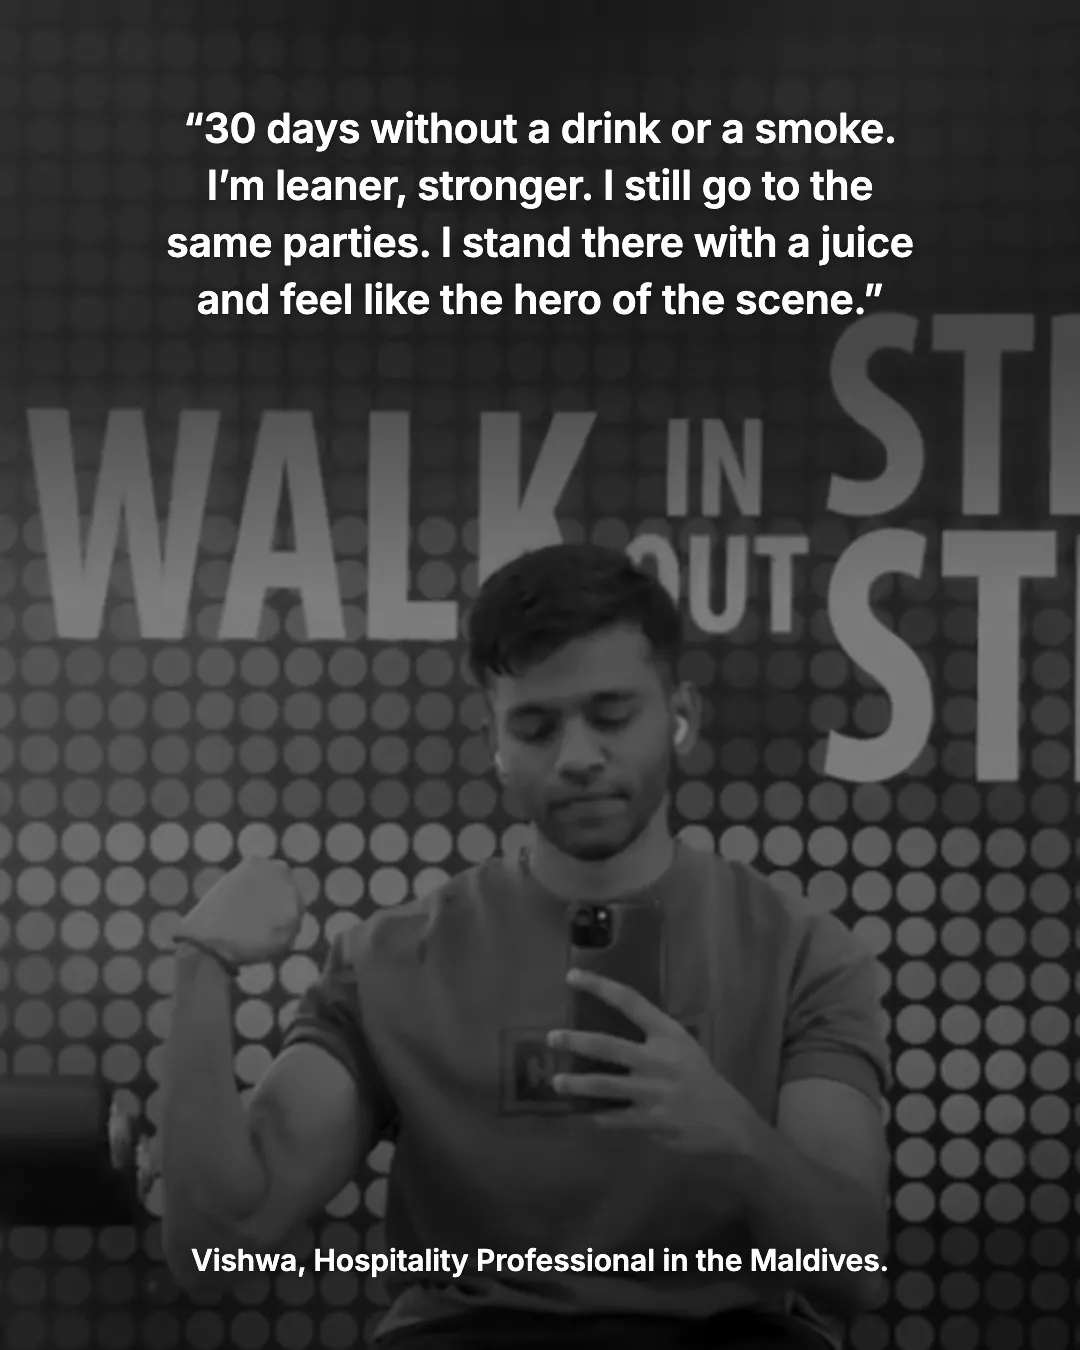 “30 days without a drink or a smoke.
I’m leaner, stronger. I still go to the
same parties. I stand there with a juice
and feel like the hero of the scene.”
WALK IN
OUT
Vishwa, Hospitality Professional in the Maldives.